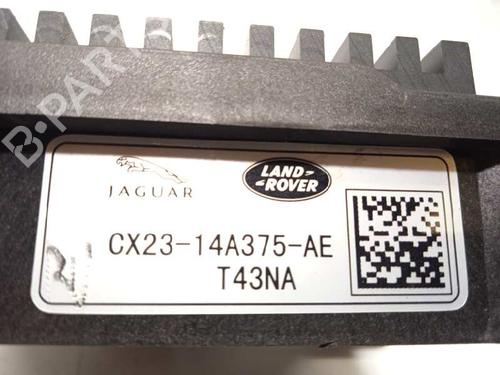 B-PARTS
JAGUAR
LAND-
-ROVER
CX23-14A375-AE
T43NA